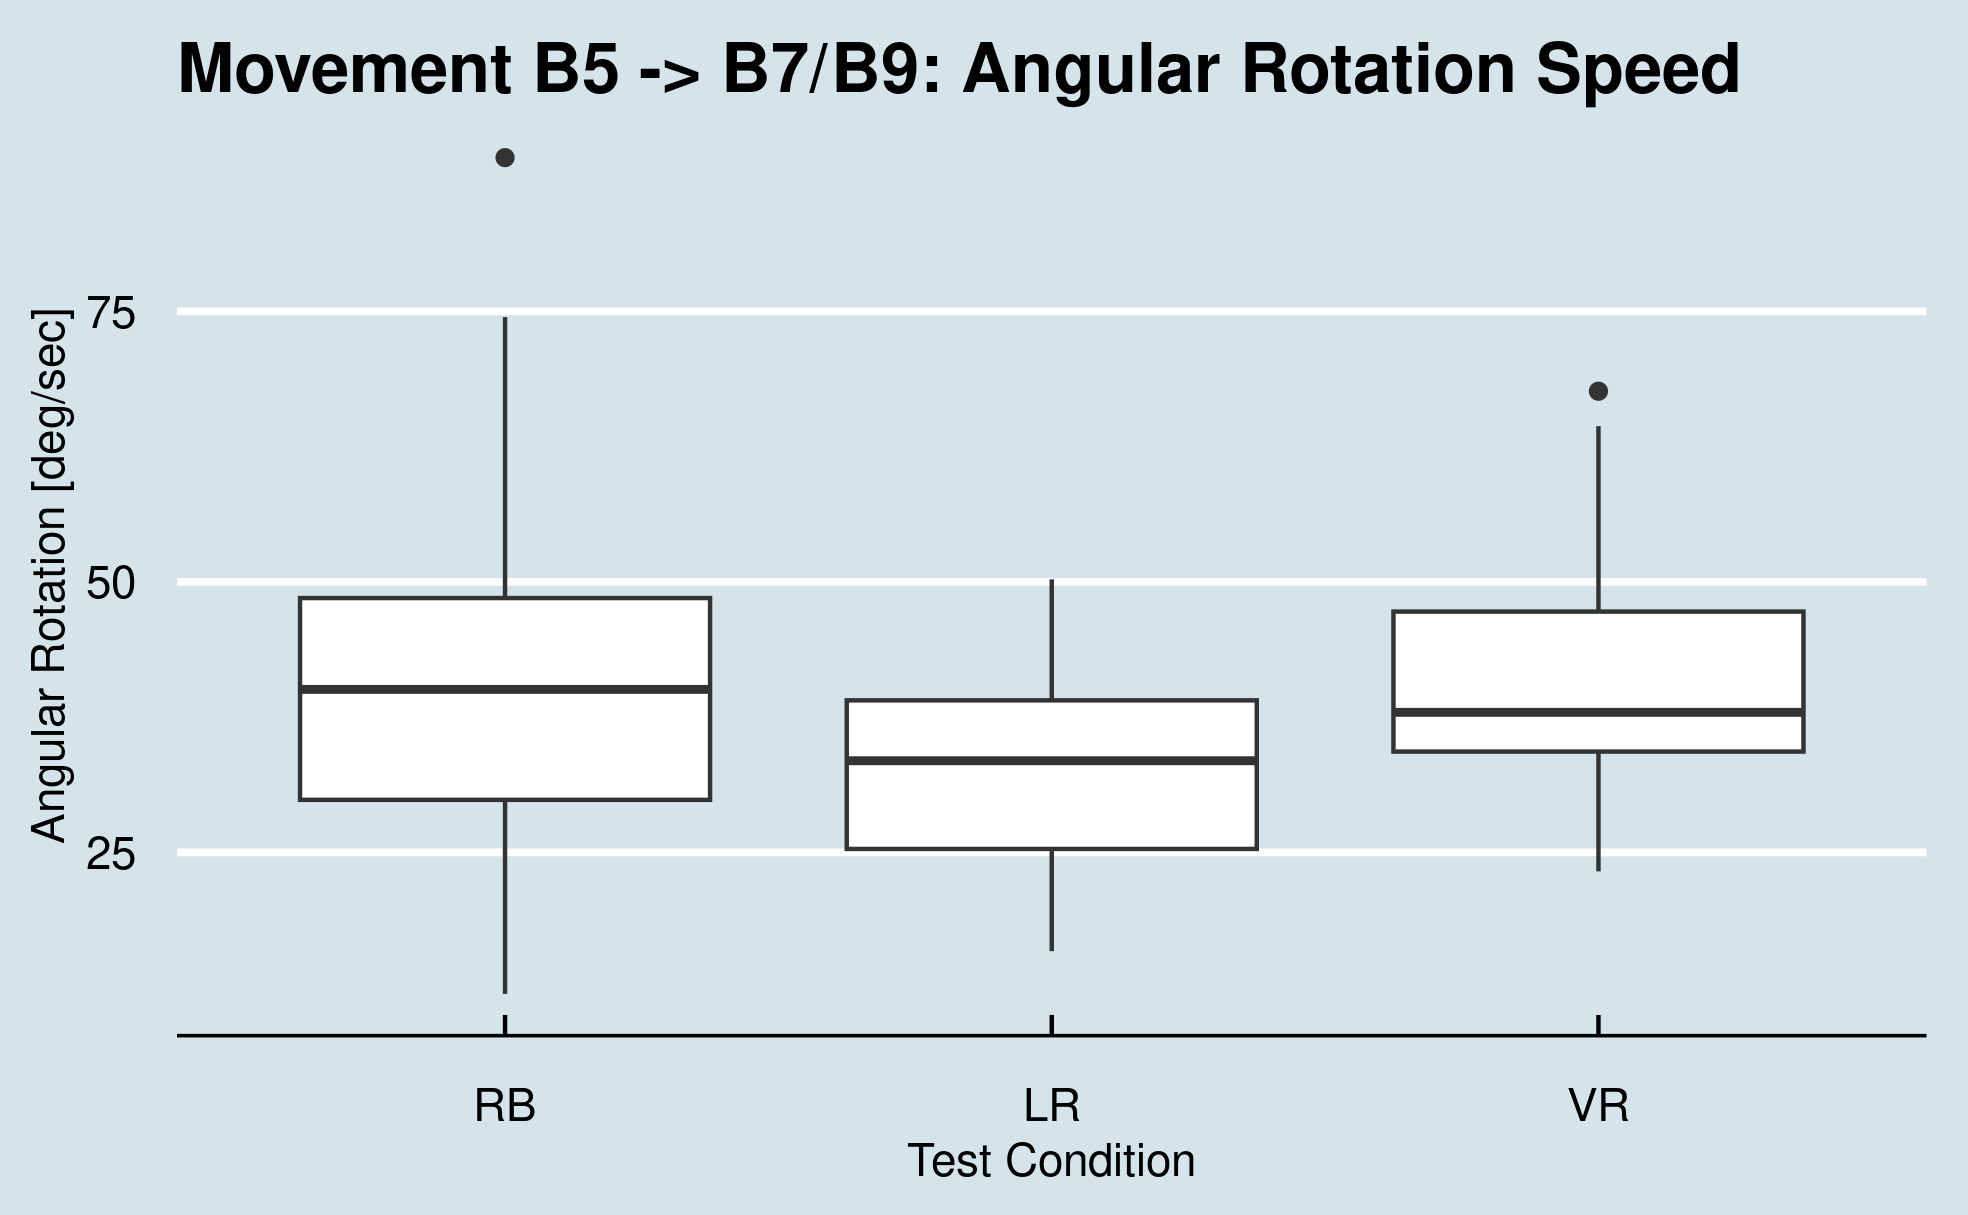 Movement B5 -> B7/B9: Angular Rotation Speed
Angular Rotation [deg/sec]
75
50
25
RB
LR
VR
Test Condition